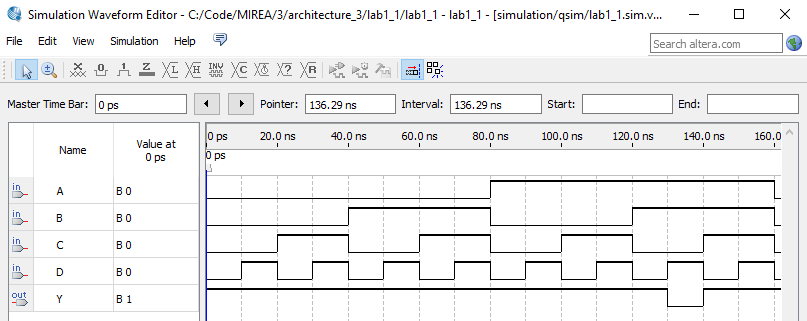 Simulation Waveform Editor - C:/Code/MIREA/3/architecture_3/lab1_1/lab1_1 - lab1_1 - [simulation/qsim/lab1_1.sim.v...
File Edit View Simulation Help Search altera.com
Master Time Bar: 0 ps Pointer: 136.29 ns Interval: 136.29 ns Start: End:
Name Value at 0 ps
0 ps 20.0 ns 40.0 ns 60.0 ns 80.0 ns 100.0 ns 120.0 ns 140.0 ns 160.0
0 ps
in A B 0
in B B 0
in C B 0
in D B 0
out Y B 1